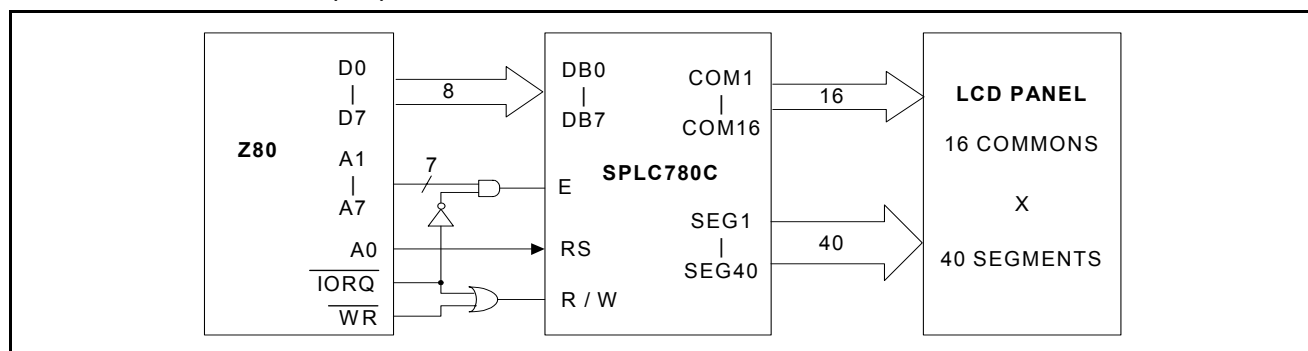 Z80
D0
D7
A1
A7
A0
IORQ
WR
8
7
DB0
DB7
E
RS
R / W
SPLC780C
COM1
COM16
SEG1
SEG40
16
40
LCD PANEL
16 COMMONS
X
40 SEGMENTS